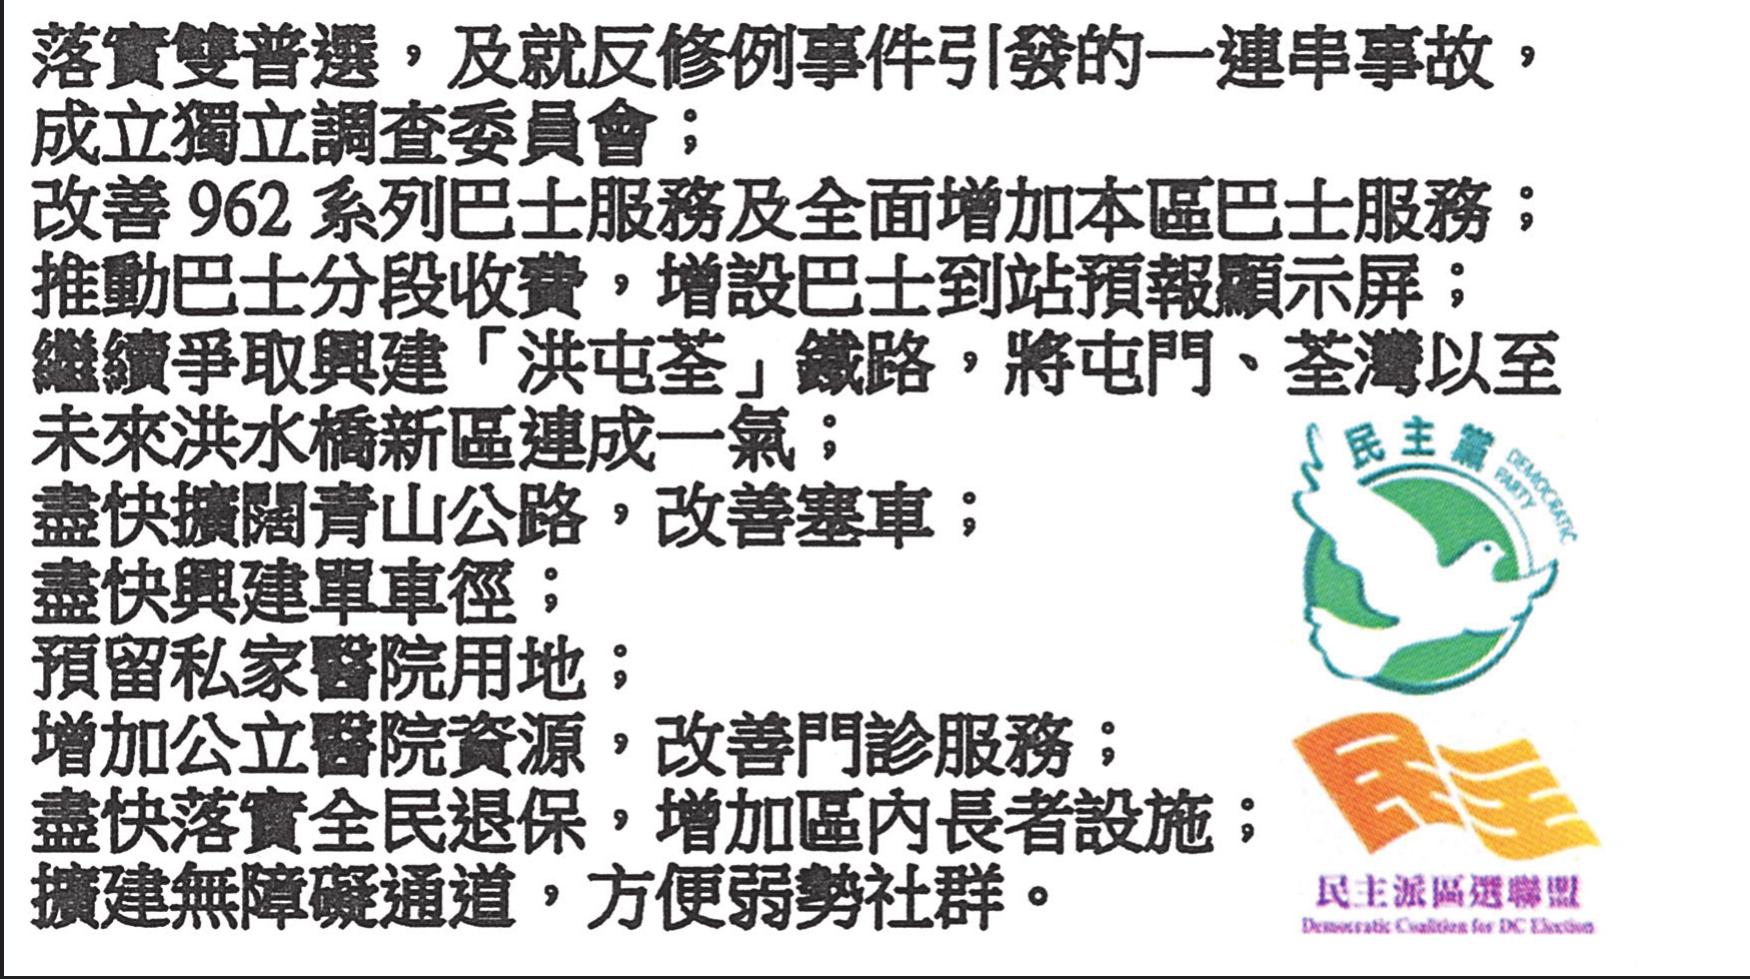 落實雙普選，及就反修例事件引發的一連串事故，
成立獨立調查委員會；
改善 962 系列巴士服務及全面增加本區巴士服務；
推動巴士分段收費，增設巴士到站預報顯示屏；
繼續爭取興建「洪屯荃」鐵路，將屯門、荃灣以至
未來洪水橋新區連成一氣；
盡快擴闊青山公路，改善塞車；
盡快興建單車徑；
預留私家醫院用地；
增加公立醫院資源，改善門診服務；
盡快落實全民退保，增加區內長者設施；
擴建無障礙通道，方便弱勢社群。
民主黨 DEMOCRATIC
PARTY
民主
民主派區選聯盟
Democratic Coalition for DC Election